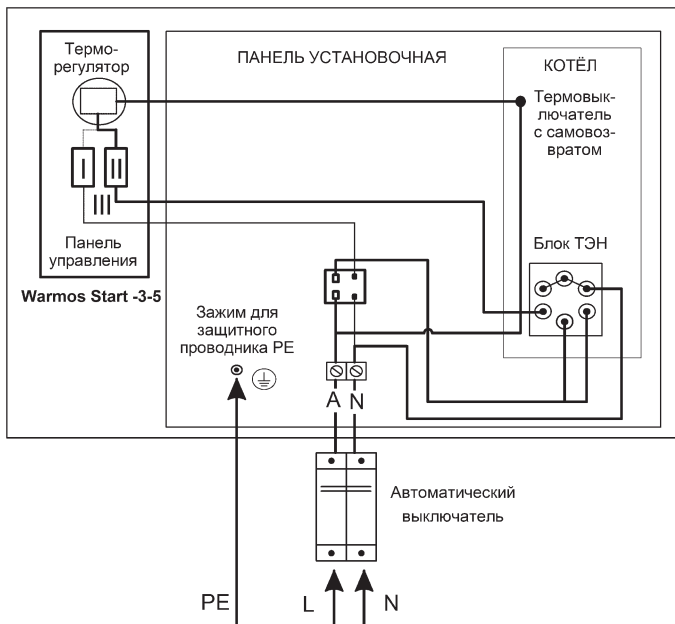 Термо-
регулятор
I
II
III
Панель
управления
Warmos Start -3-5
ПАНЕЛЬ УСТАНОВОЧНАЯ
КОТЁЛ
Термовык-
лючатель
с самовоз-
вратом
Блок ТЭН
Зажим для
защитного
проводника PE
A N
Автоматический
выключатель
PE
L
N